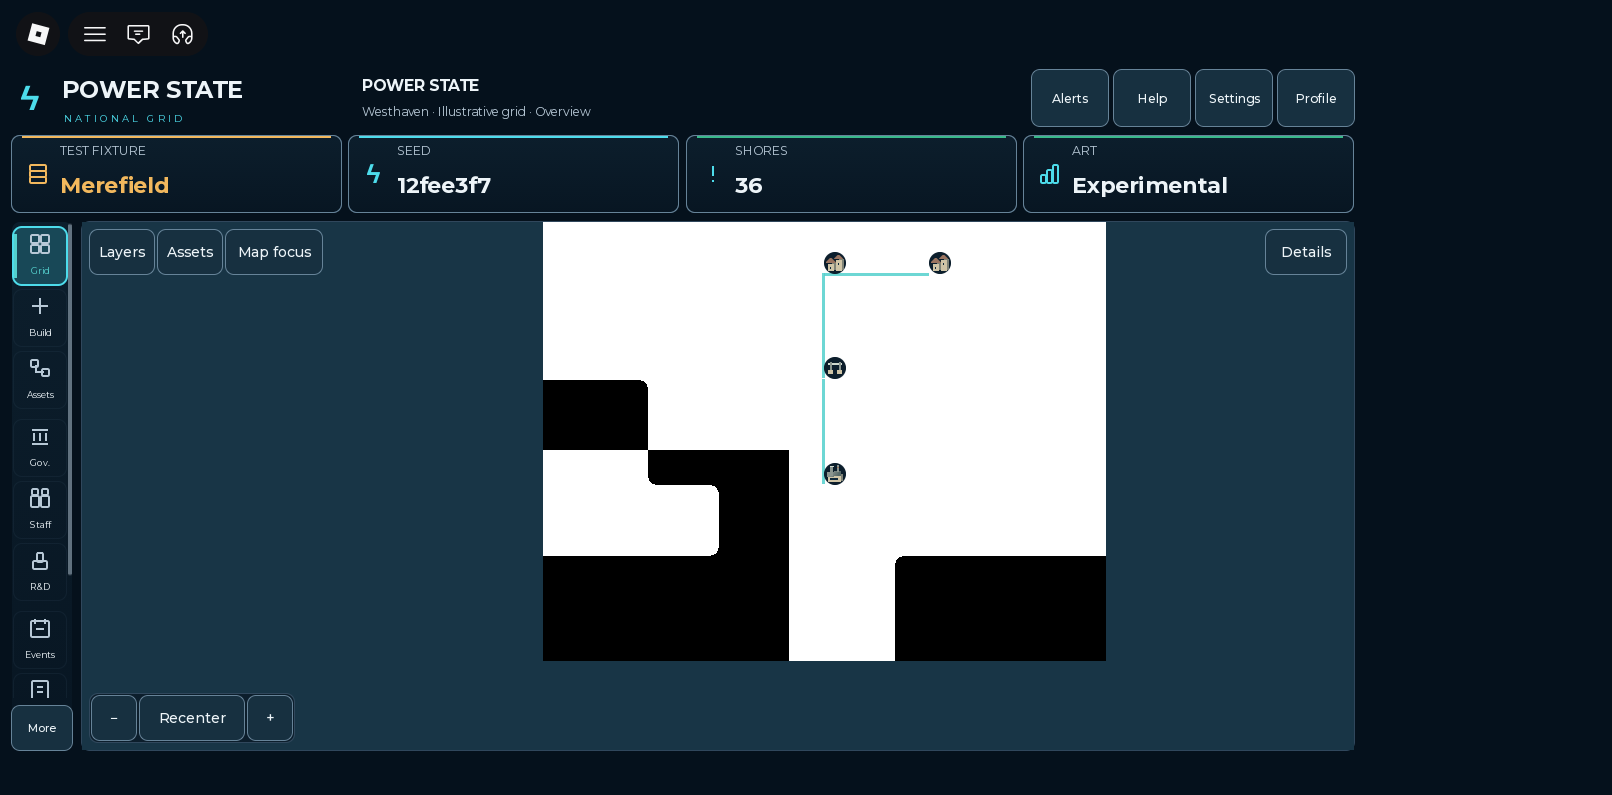 POWER STATE
NATIONAL GRID
POWER STATE
Westhaven · Illustrative grid · Overview
Alerts
Help
Settings
Profile
TEST FIXTURE
Merefield
SEED
12fee3f7
SHORES
36
ART
Experimental
Grid
Build
Assets
Gov.
Staff
R&D
Events
More
Layers
Assets
Map focus
Details
−
Recenter
+